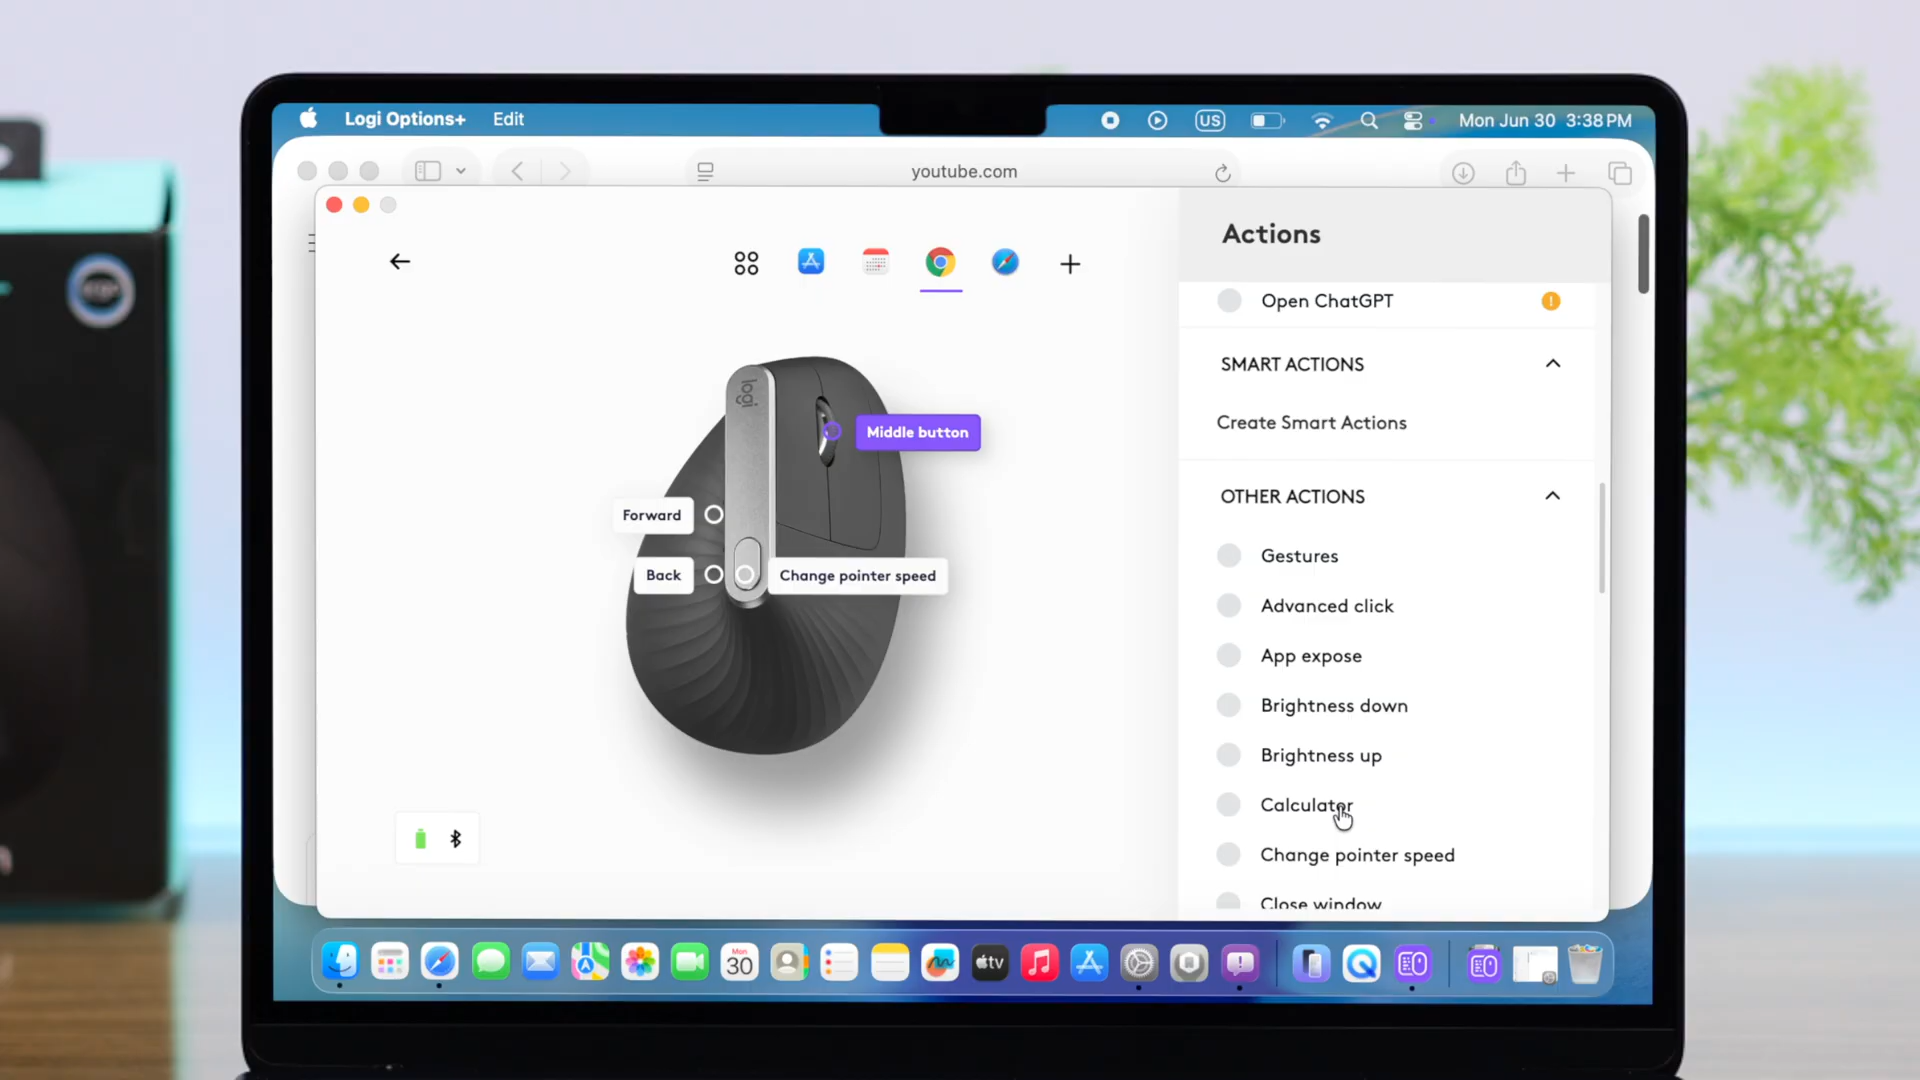 Logi Options+ Edit
US
Mon Jun 30 3:38 PM
youtube.com
Actions
Open ChatGPT
!
SMART ACTIONS
Create Smart Actions
OTHER ACTIONS
Gestures
Advanced click
App expose
Brightness down
Brightness up
Calculator
Change pointer speed
Close window
logi
Middle button
Forward
Back
Change pointer speed
Mon
30
tv